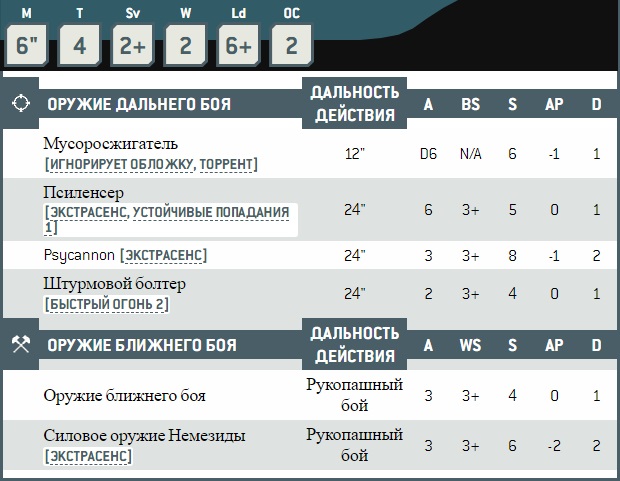 M T Sv W Ld OC
6" 4 2+ 2 6+ 2
ОРУЖИЕ ДАЛЬНЕГО БОЯ ДАЛЬНОСТЬ ДЕЙСТВИЯ A BS S AP D
Мусоросжигатель
[ИГНОРИРУЕТ ОБЛОЖКУ, ТОРРЕНТ] 12" D6 N/A 6 -1 1
Псиленсер
[ЭКСТРАСЕНС, УСТОЙЧИВЫЕ ПОПАДАНИЯ
1] 24" 6 3+ 5 0 1
Psycannon [ЭКСТРАСЕНС] 24" 3 3+ 8 -1 2
Штурмовой болтер
[БЫСТРЫЙ ОГОНЬ 2] 24" 2 3+ 4 0 1
ОРУЖИЕ БЛИЖНЕГО БОЯ ДАЛЬНОСТЬ ДЕЙСТВИЯ A WS S AP D
Оружие ближнего боя Рукопашный бой 3 3+ 4 0 1
Силовое оружие Немезиды
[ЭКСТРАСЕНС] Рукопашный бой 3 3+ 6 -2 2